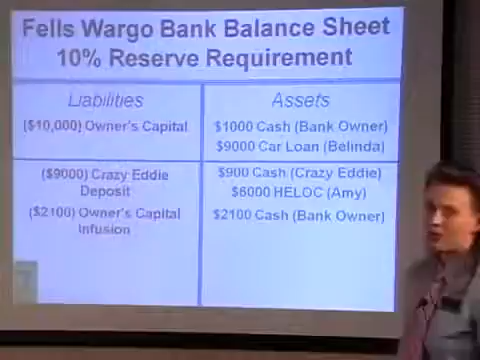 Fells Wargo Bank Balance Sheet
10% Reserve Requirement
Liabilities
Assets
($10,000) Owner's Capital
$1000 Cash (Bank Owner)
$9000 Car Loan (Belinda)
($9000) Crazy Eddie
Deposit
$900 Cash (Crazy Eddie)
$6000 HELOC (Amy)
($2100) Owner's Capital
Infusion
$2100 Cash (Bank Owner)